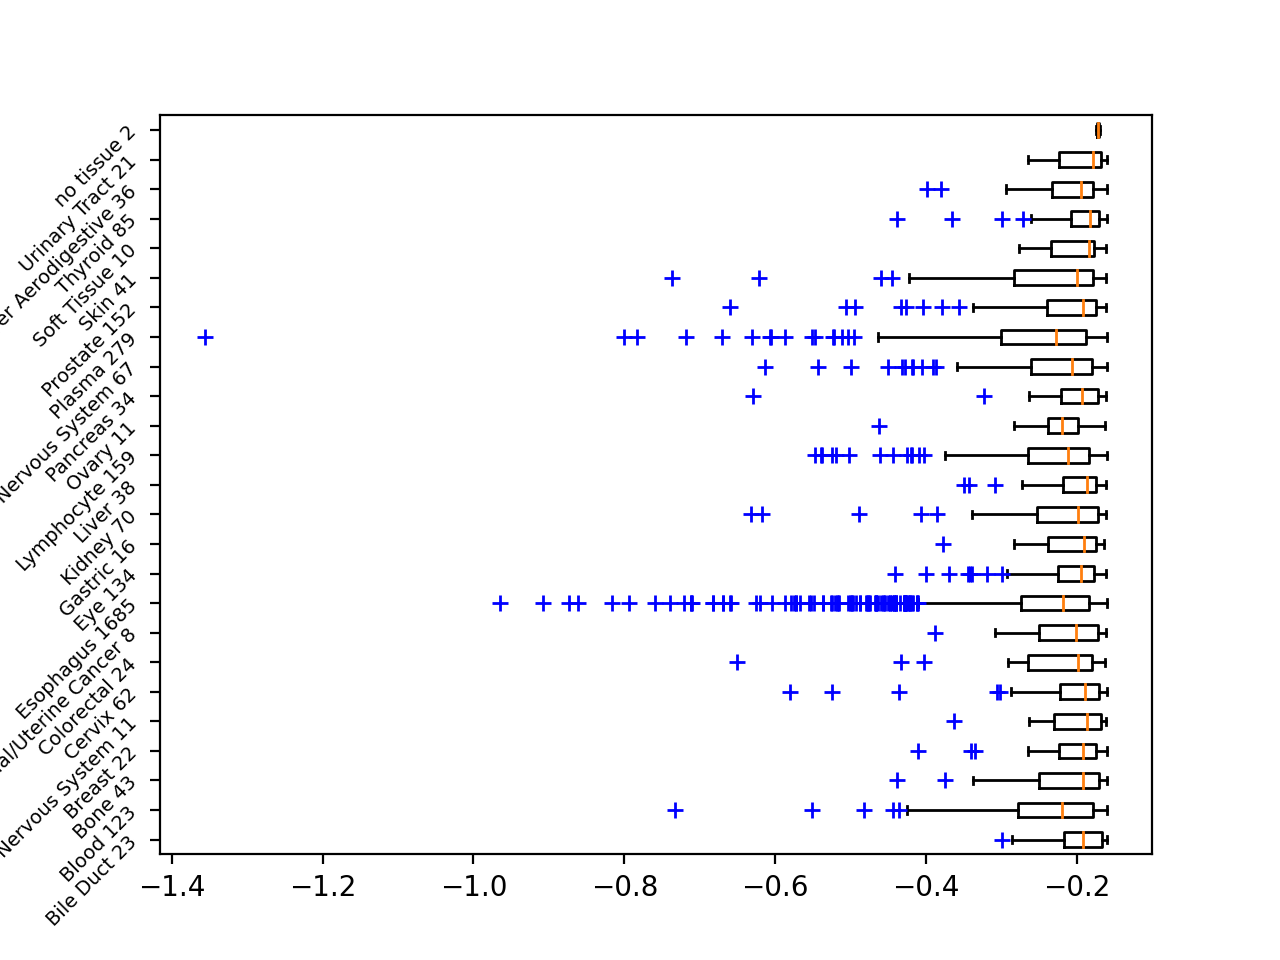 no tissue 2
Urinary Tract 21
er Aerodigestive 36
Thyroid 85
Soft Tissue 10
Skin 41
Prostate 152
Plasma 279
Nervous System 67
Pancreas 34
Ovary 11
Lymphocyte 159
Liver 38
Kidney 70
Gastric 16
Eye 134
Esophagus 1685
al/Uterine Cancer 8
Colorectal 24
Cervix 62
Nervous System 11
Breast 22
Bone 43
Blood 123
Bile Duct 23
−1.4 −1.2 −1.0 −0.8 −0.6 −0.4 −0.2